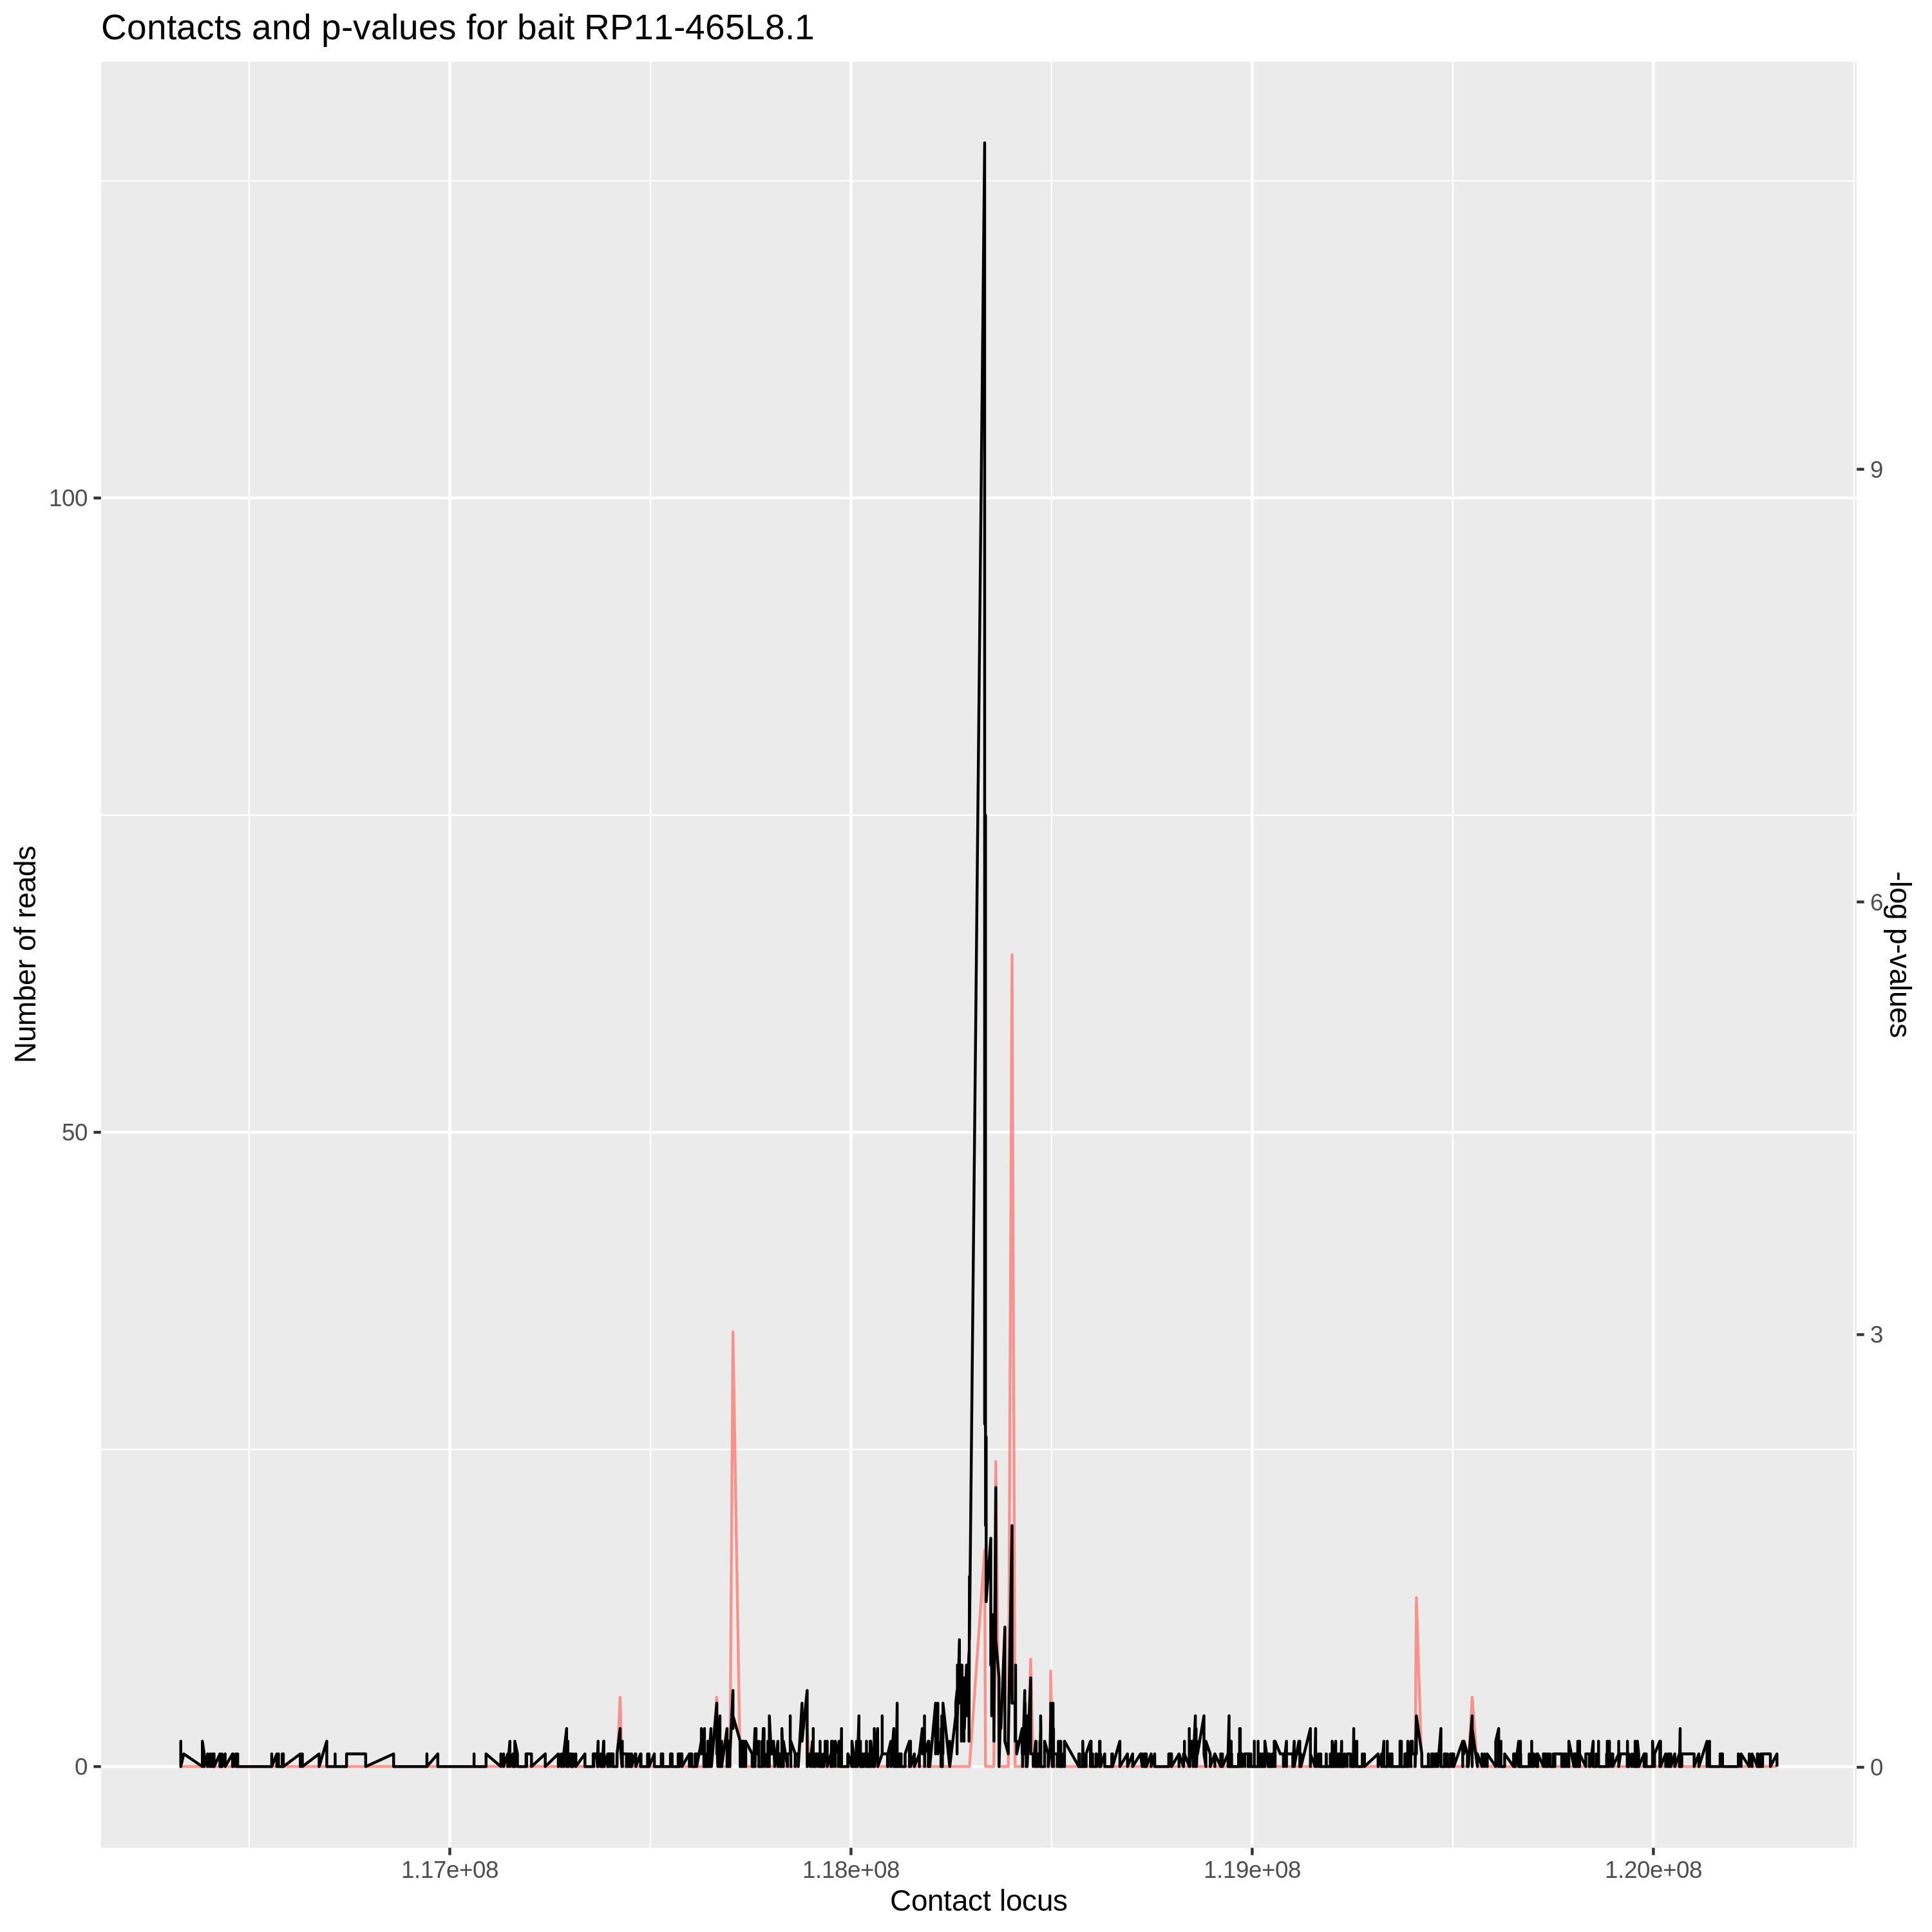 Contacts and p-values for bait RP11-465L8.1
Number of reads
100
50
0
9
6
3
0
-log p-values
1.17e+08
1.18e+08
1.19e+08
1.20e+08
Contact locus